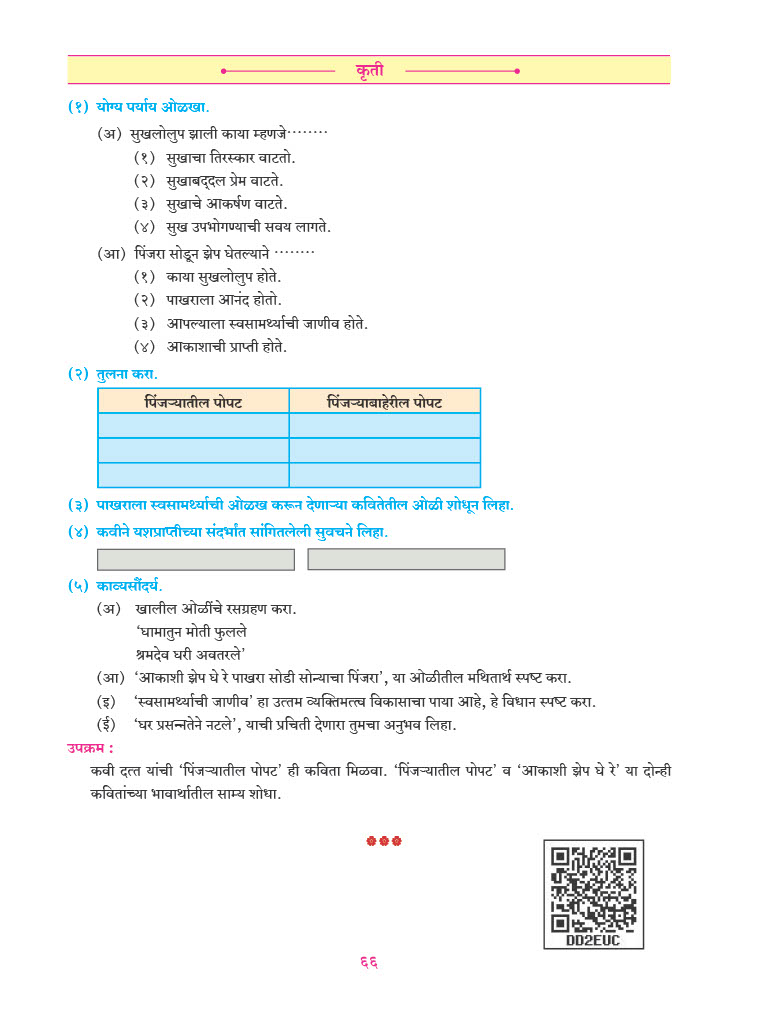 कृती
(१) योग्य पर्याय ओळखा.
(अ) सुखलोलुप झाली काया म्हणजे········
(१) सुखाचा तिरस्कार वाटतो.
(२) सुखाबद्दल प्रेम वाटते.
(३) सुखाचे आकर्षण वाटते.
(४) सुख उपभोगण्याची सवय लागते.
(आ) पिंजरा सोडून झेप घेतल्याने ········
(१) काया सुखलोलुप होते.
(२) पाखराला आनंद होतो.
(३) आपल्याला स्वसामर्थ्याची जाणीव होते.
(४) आकाशाची प्राप्ती होते.
(२) तुलना करा.
पिंजऱ्यातील पोपट पिंजऱ्याबाहेरील पोपट
(३) पाखराला स्वसामर्थ्याची ओळख करून देणाऱ्या कवितेतील ओळी शोधून लिहा.
(४) कवीने यशप्राप्तीच्या संदर्भात सांगितलेली सुवचने लिहा.
(५) काव्यसौंदर्य.
(अ) खालील ओळींचे रसग्रहण करा.
‘घामातुन मोती फुलले
श्रमदेव घरी अवतरले’
(आ) ‘आकाशी झेप घे रे पाखरा सोडी सोन्याचा पिंजरा’, या ओळीतील मथितार्थ स्पष्ट करा.
(इ) ‘स्वसामर्थ्याची जाणीव’ हा उत्तम व्यक्तिमत्त्व विकासाचा पाया आहे, हे विधान स्पष्ट करा.
(ई) ‘घर प्रसन्नतेने नटले’, याची प्रचिती देणारा तुमचा अनुभव लिहा.
उपक्रम :
कवी दत्त यांची ‘पिंजऱ्यातील पोपट’ ही कविता मिळवा. ‘पिंजऱ्यातील पोपट’ व ‘आकाशी झेप घे रे’ या दोन्ही
कवितांच्या भावार्थातील साम्य शोधा.
DD2EUC
६६